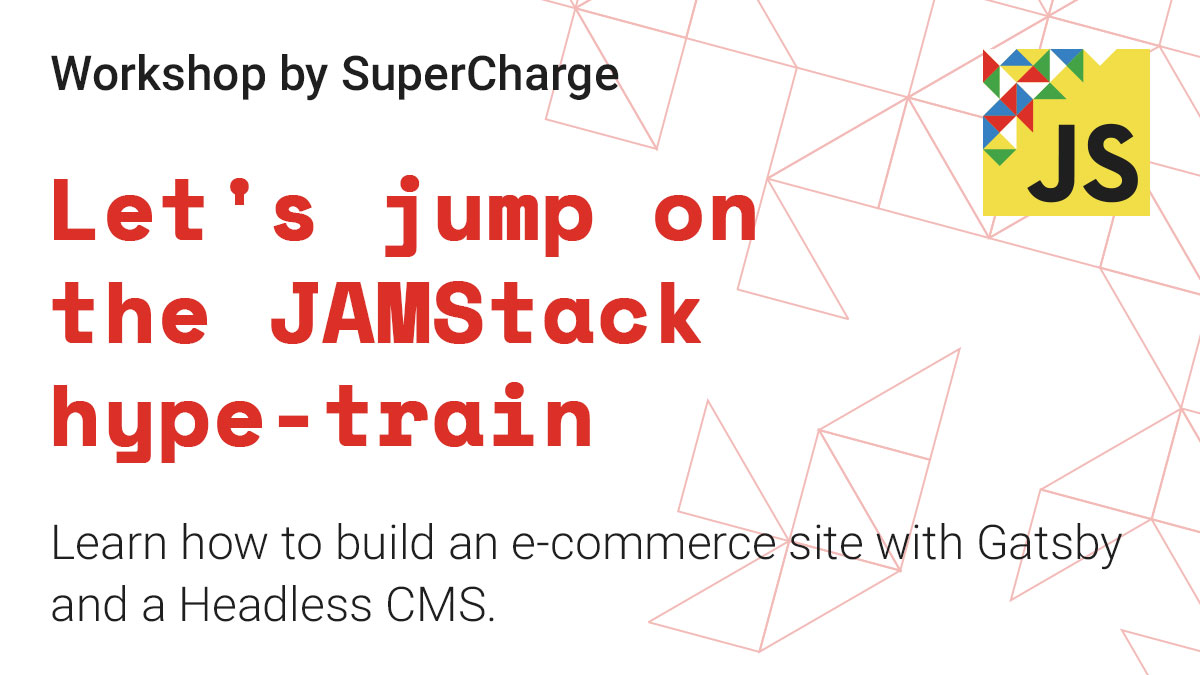 Workshop by SuperCharge
JS
Let's jump on
the JAMStack
hype-train
Learn how to build an e-commerce site with Gatsby
and a Headless CMS.